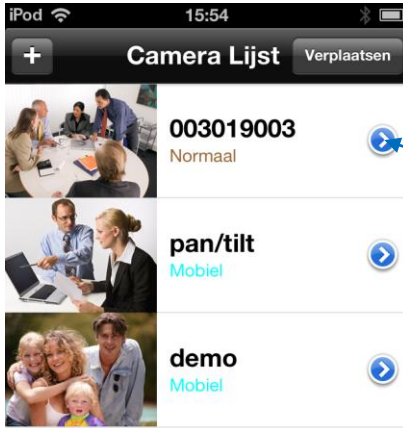 iPod 15:54
+ Camera Lijst Verplaatsen
003019003
Normaal
pan/tilt
Mobiel
demo
Mobiel